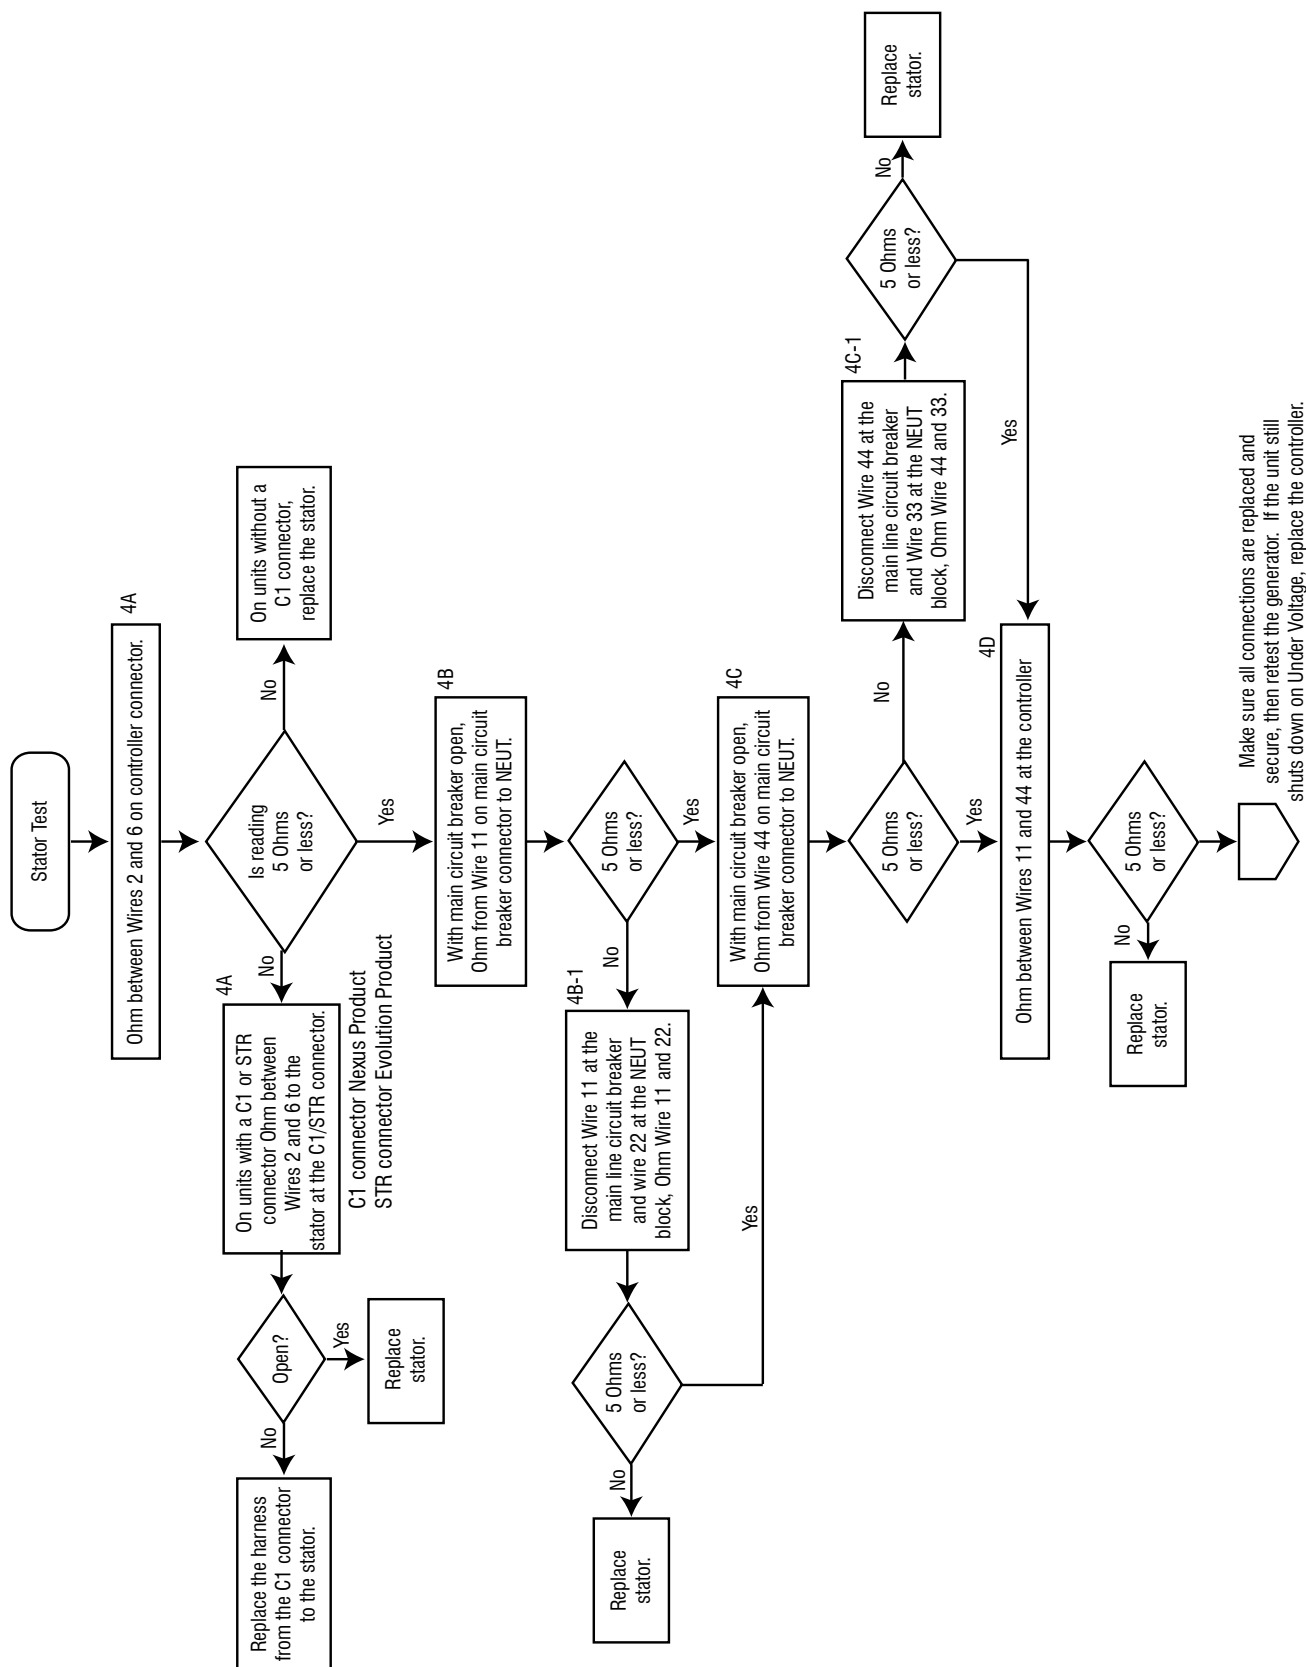 Stator Test
4A
Ohm between Wires 2 and 6 on controller connector.
Is reading
5 Ohms
or less?
No
On units without a
C1 connector,
replace the stator.
No
4A
On units with a C1 or STR
connector Ohm between
Wires 2 and 6 to the
stator at the C1/STR connector.
C1 connector Nexus Product
STR connector Evolution Product
Open?
Yes
Replace
stator.
No
Replace the harness
from the C1 connector
to the stator.
Yes
4B
With main circuit breaker open,
Ohm from Wire 11 on main circuit
breaker connector to NEUT.
5 Ohms
or less?
No
4B-1
Disconnect Wire 11 at the
main line circuit breaker
and wire 22 at the NEUT
block, Ohm Wire 11 and 22.
5 Ohms
or less?
No
Replace
stator.
Yes
Yes
4C
With main circuit breaker open,
Ohm from Wire 44 on main circuit
breaker connector to NEUT.
5 Ohms
or less?
No
4C-1
Disconnect Wire 44 at the
main line circuit breaker
and Wire 33 at the NEUT
block, Ohm Wire 44 and 33.
5 Ohms
or less?
No
Replace
stator.
Yes
Yes
4D
Ohm between Wires 11 and 44 at the controller
5 Ohms
or less?
No
Replace
stator.
Make sure all connections are replaced and
secure, then retest the generator. If the unit still
shuts down on Under Voltage, replace the controller.